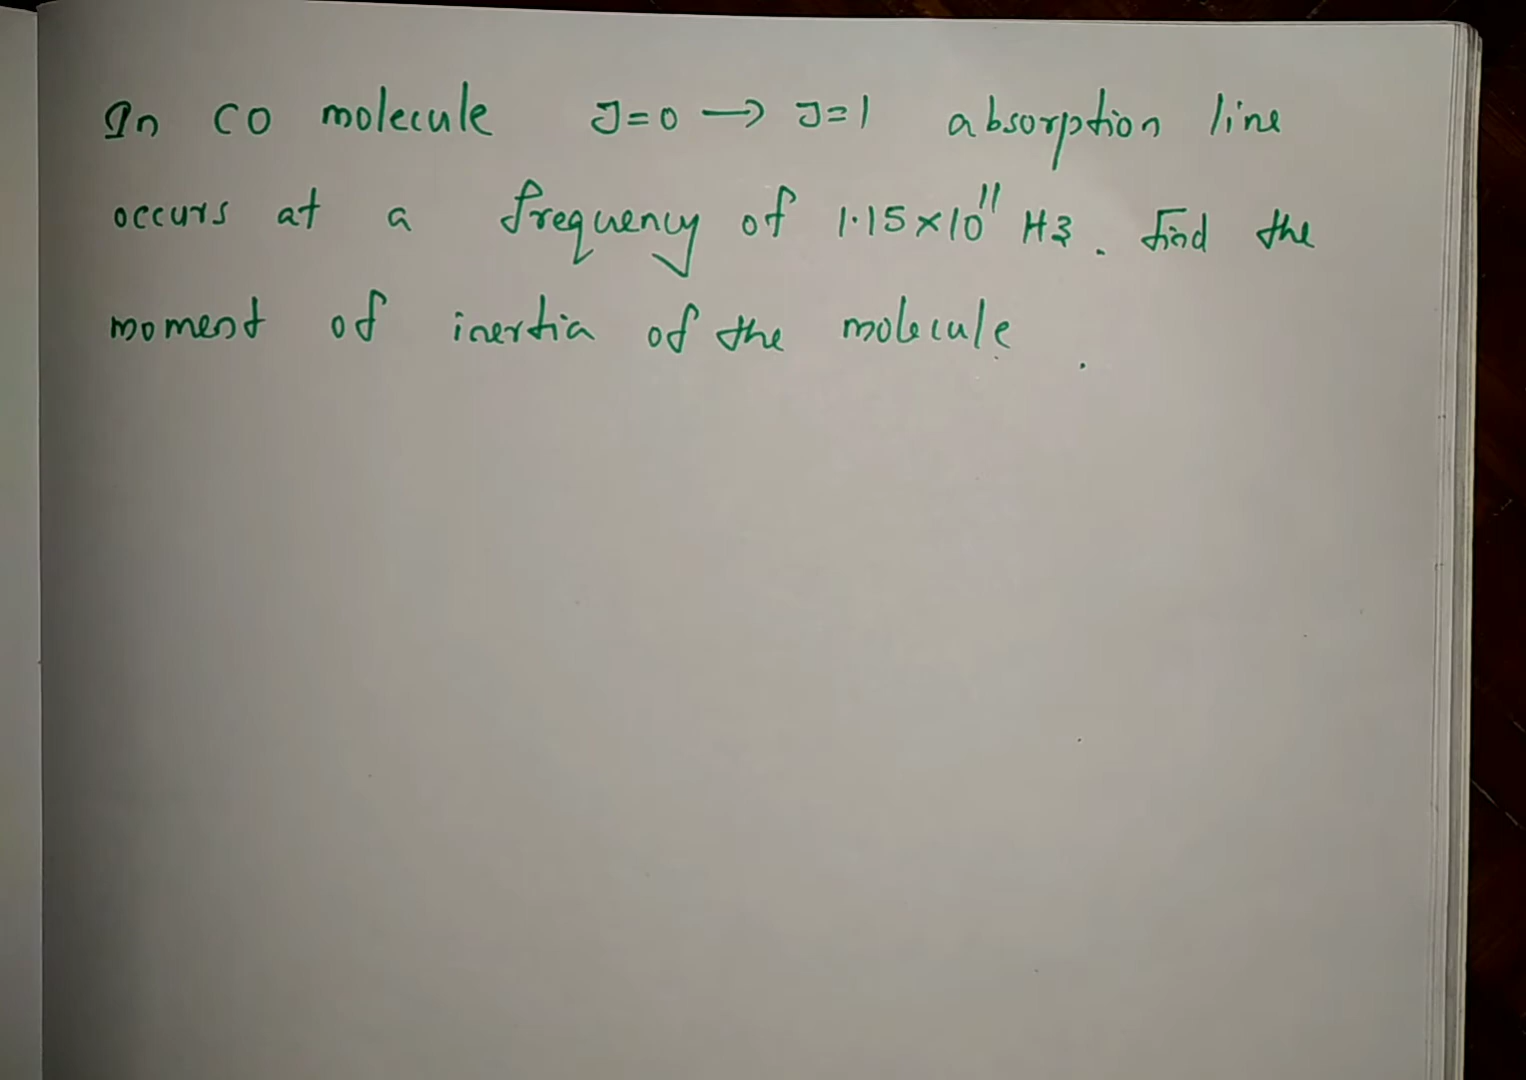 In CO molecule J=0 → J=1 absorption line
occurs at a frequency of 1.15×10¹¹ Hz. Find the
moment of inertia of the molecule.